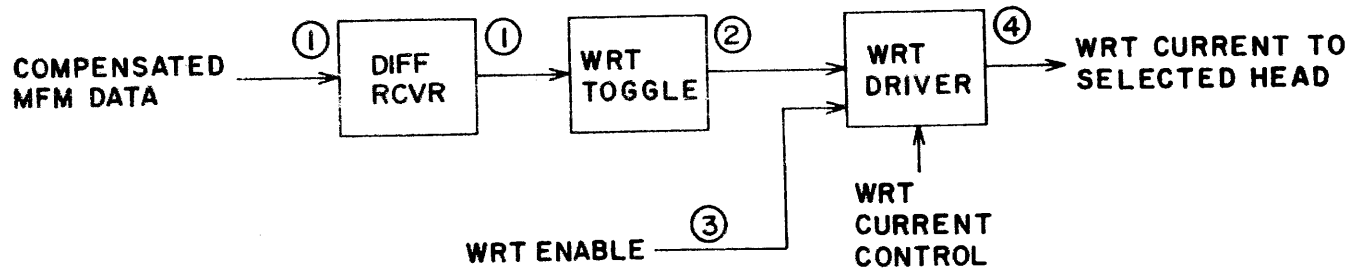 COMPENSATED
MFM DATA
①
DIFF
RCVR
①
WRT
TOGGLE
②
WRT
DRIVER
④
WRT CURRENT TO
SELECTED HEAD
WRT ENABLE
③
WRT
CURRENT
CONTROL